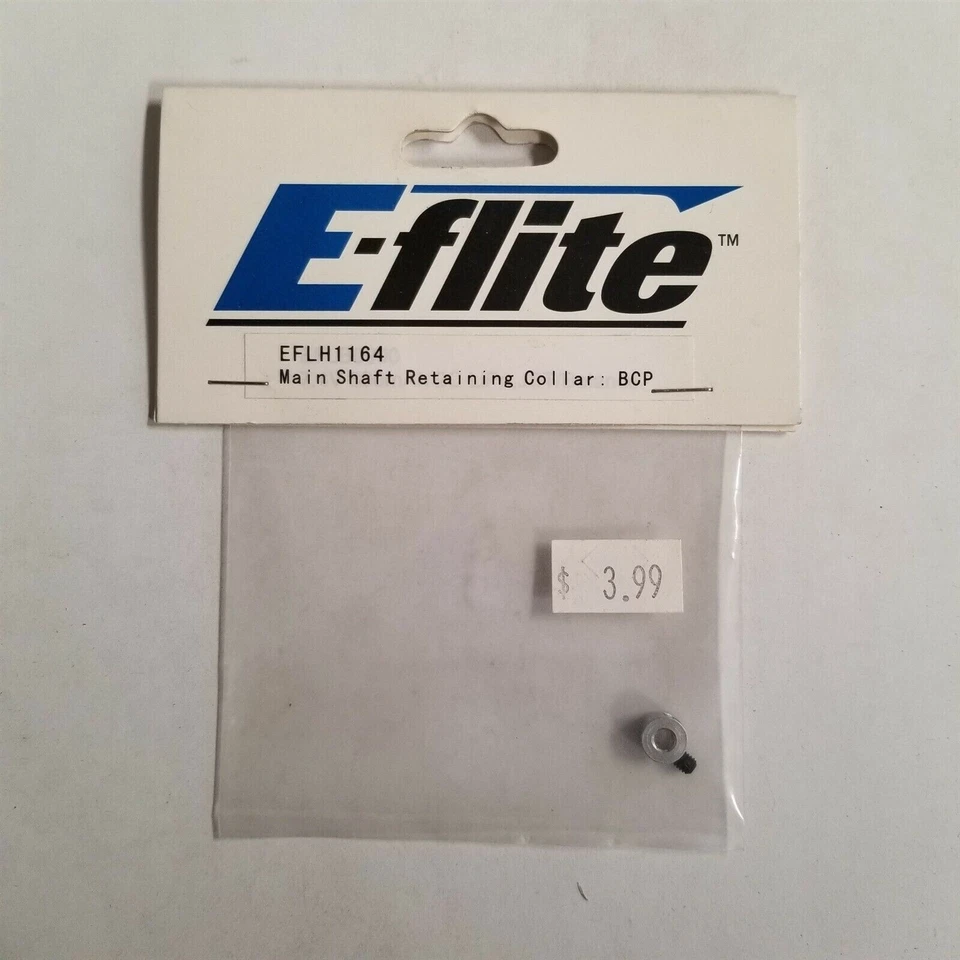 E-flite™
EFLH1164
Main Shaft Retaining Collar: BCP
$ 3.99